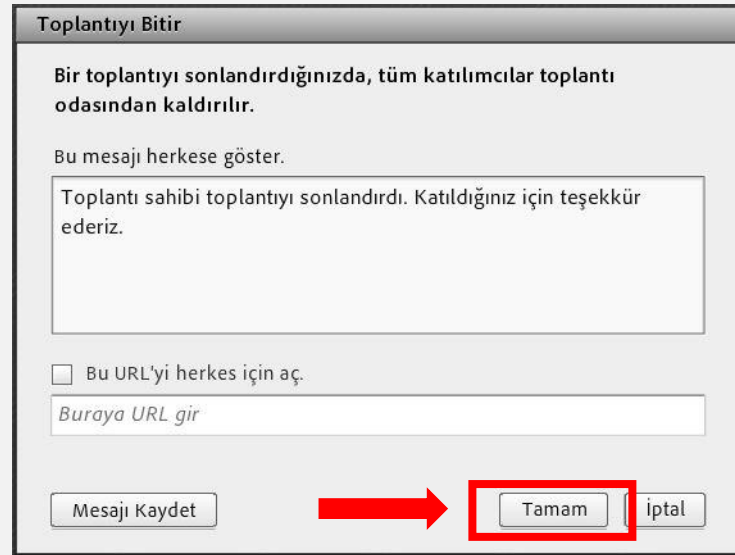 Toplantıyı Bitir
Bir toplantıyı sonlandırdığınızda, tüm katılımcılar toplantı
odasından kaldırılır.
Bu mesajı herkese göster.
Toplantı sahibi toplantıyı sonlandırdı. Katıldığınız için teşekkür
ederiz.
Bu URL'yi herkes için aç.
Buraya URL gir
Mesajı Kaydet
Tamam
İptal